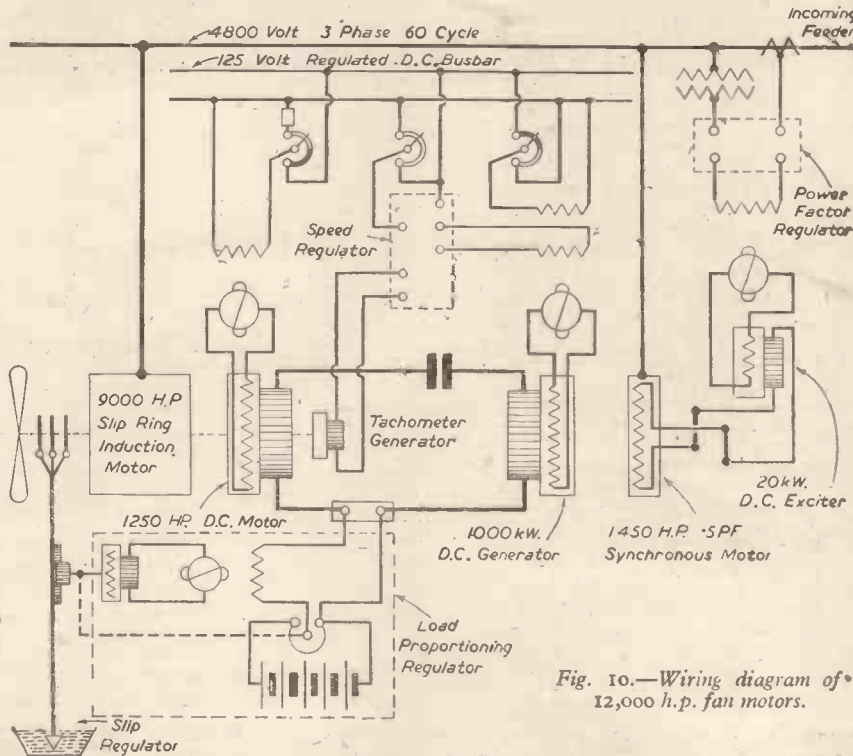 4800 Volt 3 Phase 60 Cycle
Incoming
Feeder
125 Volt Regulated D.C. Busbar
Power
Factor
Regulator
Speed
Regulator
9000 H.P
Slip Ring
Induction
Motor
Tachometer
Generator
1250 H.P. D.C. Motor
1000 kW.
D.C. Generator
1450 H.P. ·5PF
Synchronous Motor
20 kW.
D.C. Exciter
Load
Proportioning
Regulator
Slip
Regulator
Fig. 10.—Wiring diagram of
12,000 h.p. fan motors.